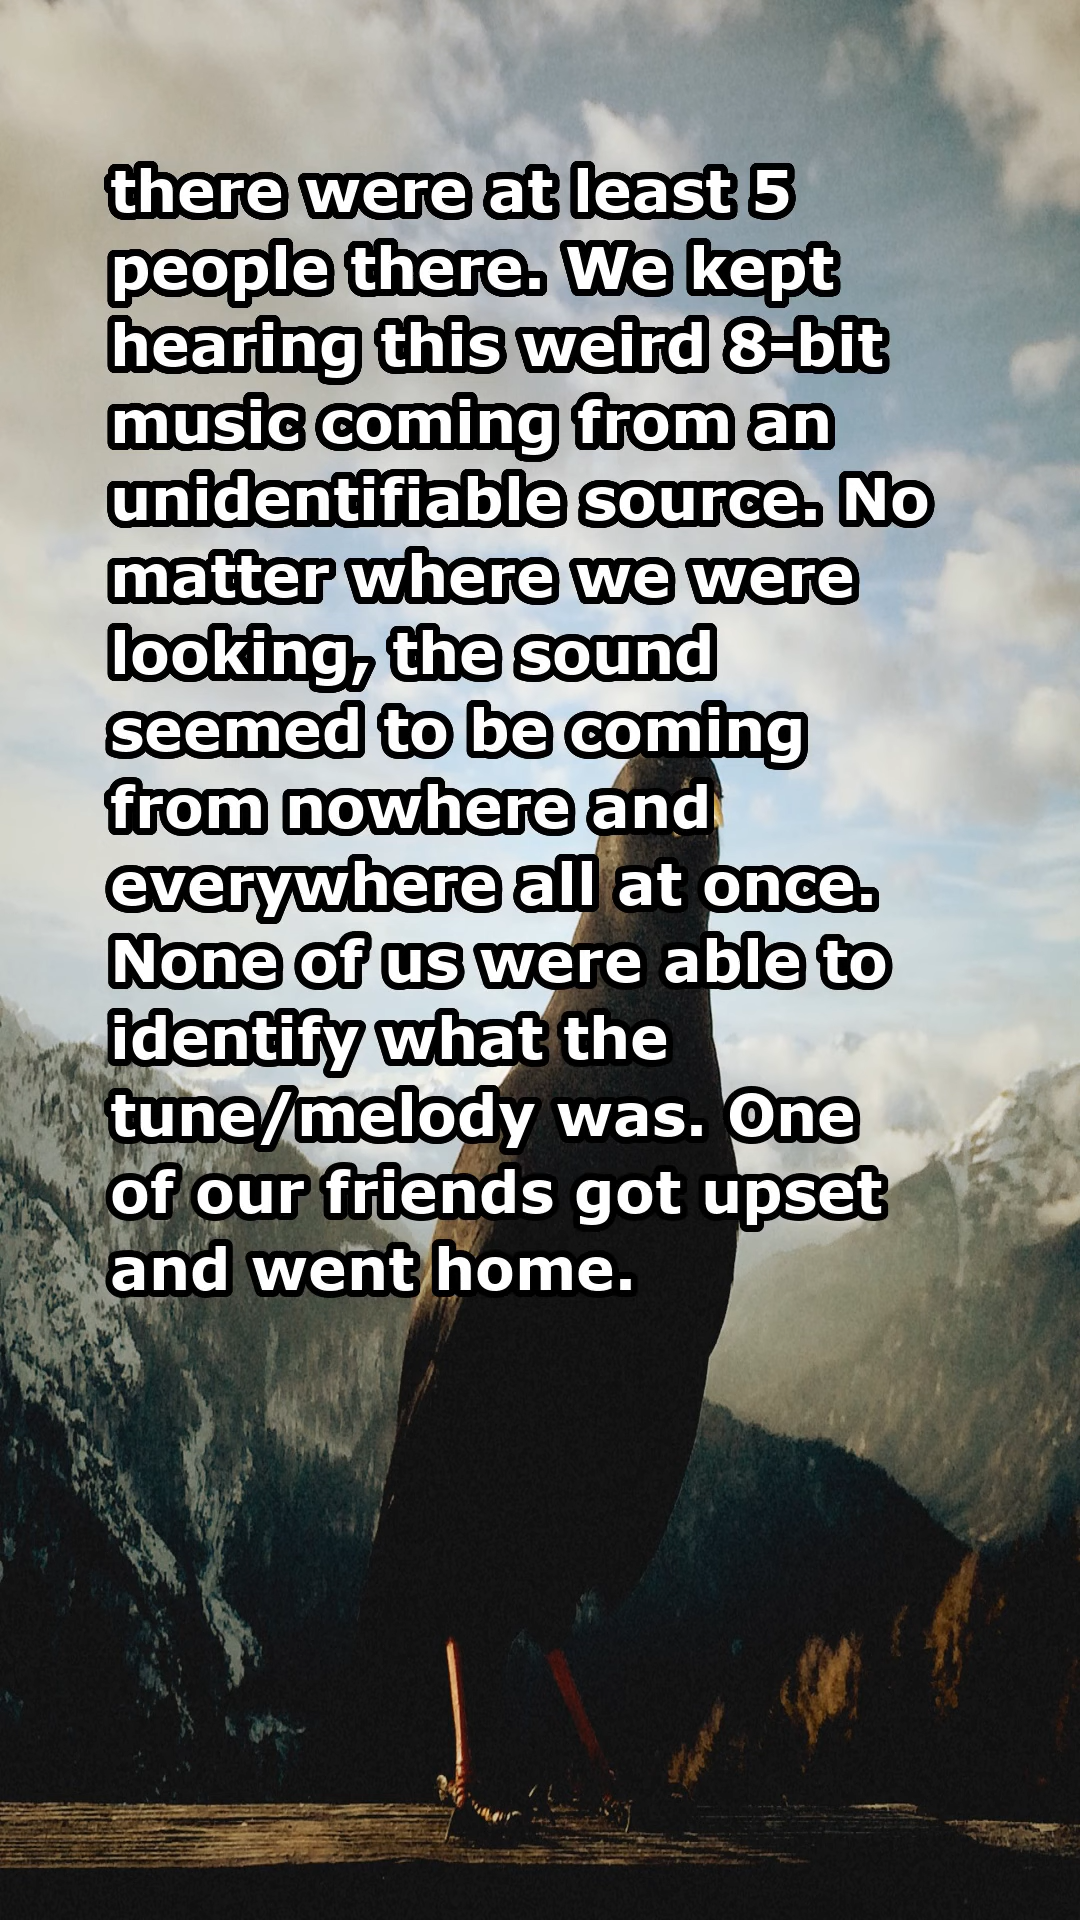 there were at least 5
people there. We kept
hearing this weird 8-bit
music coming from an
unidentifiable source. No
matter where we were
looking, the sound
seemed to be coming
from nowhere and
everywhere all at once.
None of us were able to
identify what the
tune/melody was. One
of our friends got upset
and went home.